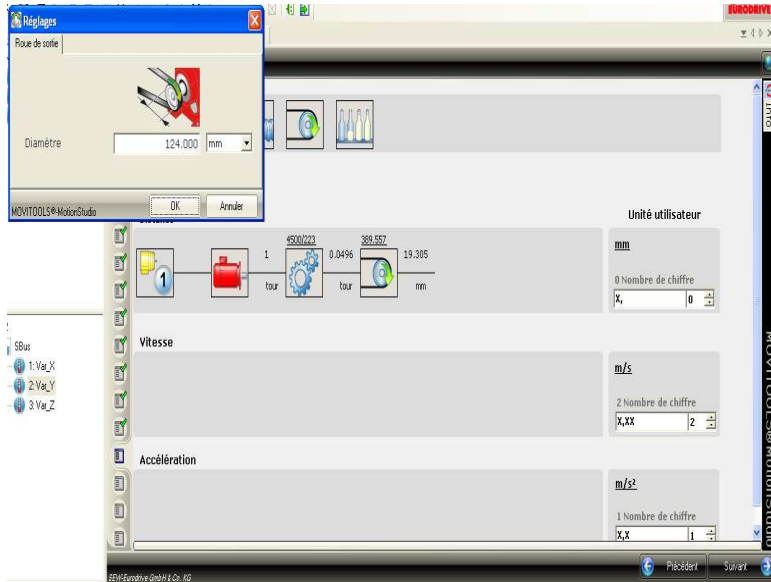 Réglages
EURODRIVE
Roue de sortie
Diamètre
124.000 mm
OK Annuler
MOVITOOLS®-MotionStudio
Info
Unité utilisateur
mm
0 Nombre de chiffre
X, 0
1
4500/223
389.557
1
0.0496
19.305
tour
tour
mm
SBus
1: Var_X
2: Var_Y
3: Var_Z
Vitesse
m/s
2 Nombre de chiffre
X,XX 2
Accélération
m/s²
1 Nombre de chiffre
X,X 1
MOVITOOLS®MotionStudio
Précédent Suivant
SEW-Eurodrive GmbH & Co. KG